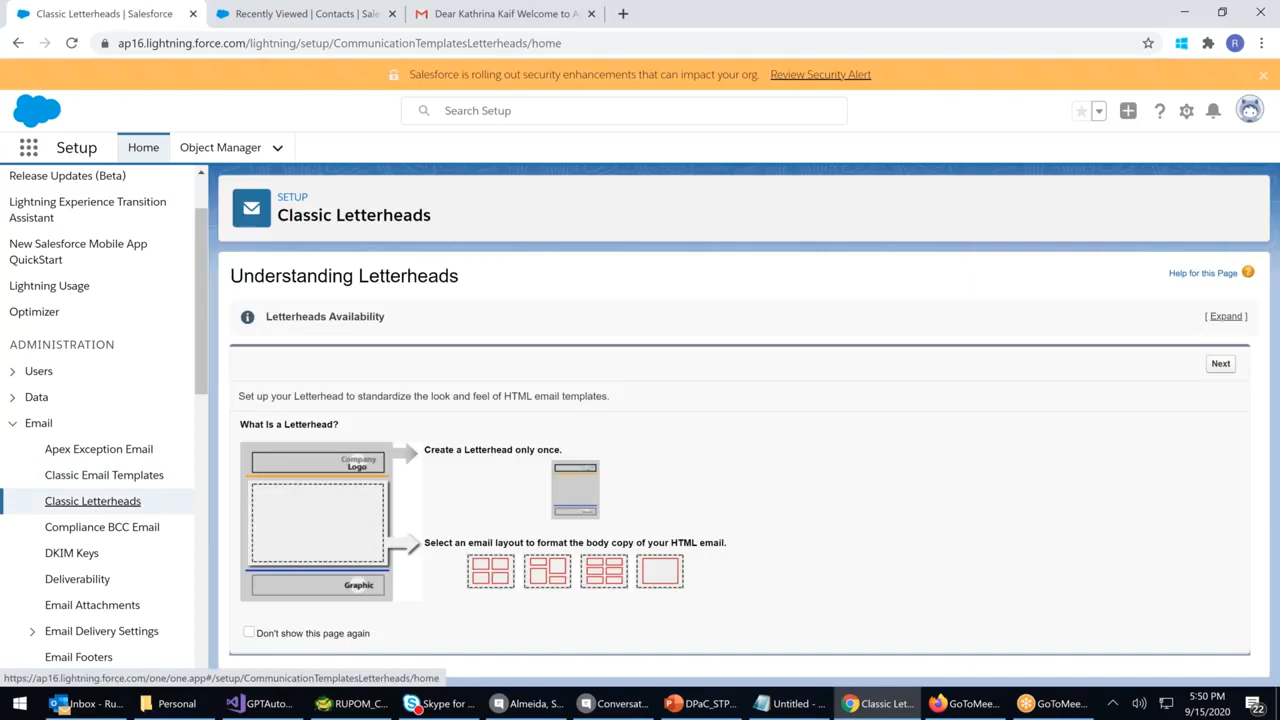 Classic Letterheads | Salesforce
Recently Viewed | Contacts | Sale
Dear Kathrina Kaif Welcome to A
ap16.lightning.force.com/lightning/setup/CommunicationTemplatesLetterheads/home
R
Salesforce is rolling out security enhancements that can impact your org. Review Security Alert
Search Setup
Setup
Home
Object Manager
Release Updates (Beta)
Lightning Experience Transition
Assistant
New Salesforce Mobile App
QuickStart
Lightning Usage
Optimizer
ADMINISTRATION
Users
Data
Email
Apex Exception Email
Classic Email Templates
Classic Letterheads
Compliance BCC Email
DKIM Keys
Deliverability
Email Attachments
Email Delivery Settings
Email Footers
SETUP
Classic Letterheads
Understanding Letterheads
Help for this Page
Letterheads Availability
[ Expand ]
Next
Set up your Letterhead to standardize the look and feel of HTML email templates.
What Is a Letterhead?
Company
Logo
Graphic
Create a Letterhead only once.
Select an email layout to format the body copy of your HTML email.
Don't show this page again
https://ap16.lightning.force.com/one/one.app#/setup/CommunicationTemplatesLetterheads/home
Inbox - Ru...
Personal
GPTAuto...
RUPOM_C...
Skype for ...
Almeida, S...
Conversat...
DPaC_STP...
Untitled - ...
Classic Let...
GoToMee...
GoToMee...
5:50 PM
9/15/2020
22